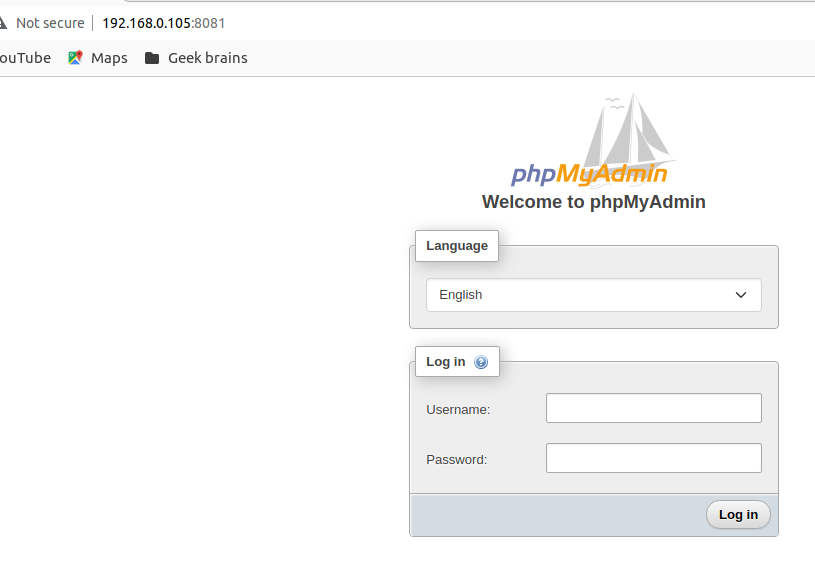 Not secure 192.168.0.105:8081
ouTube Maps Geek brains
phpMyAdmin
Welcome to phpMyAdmin
Language
English
Log in
Username:
Password:
Log in